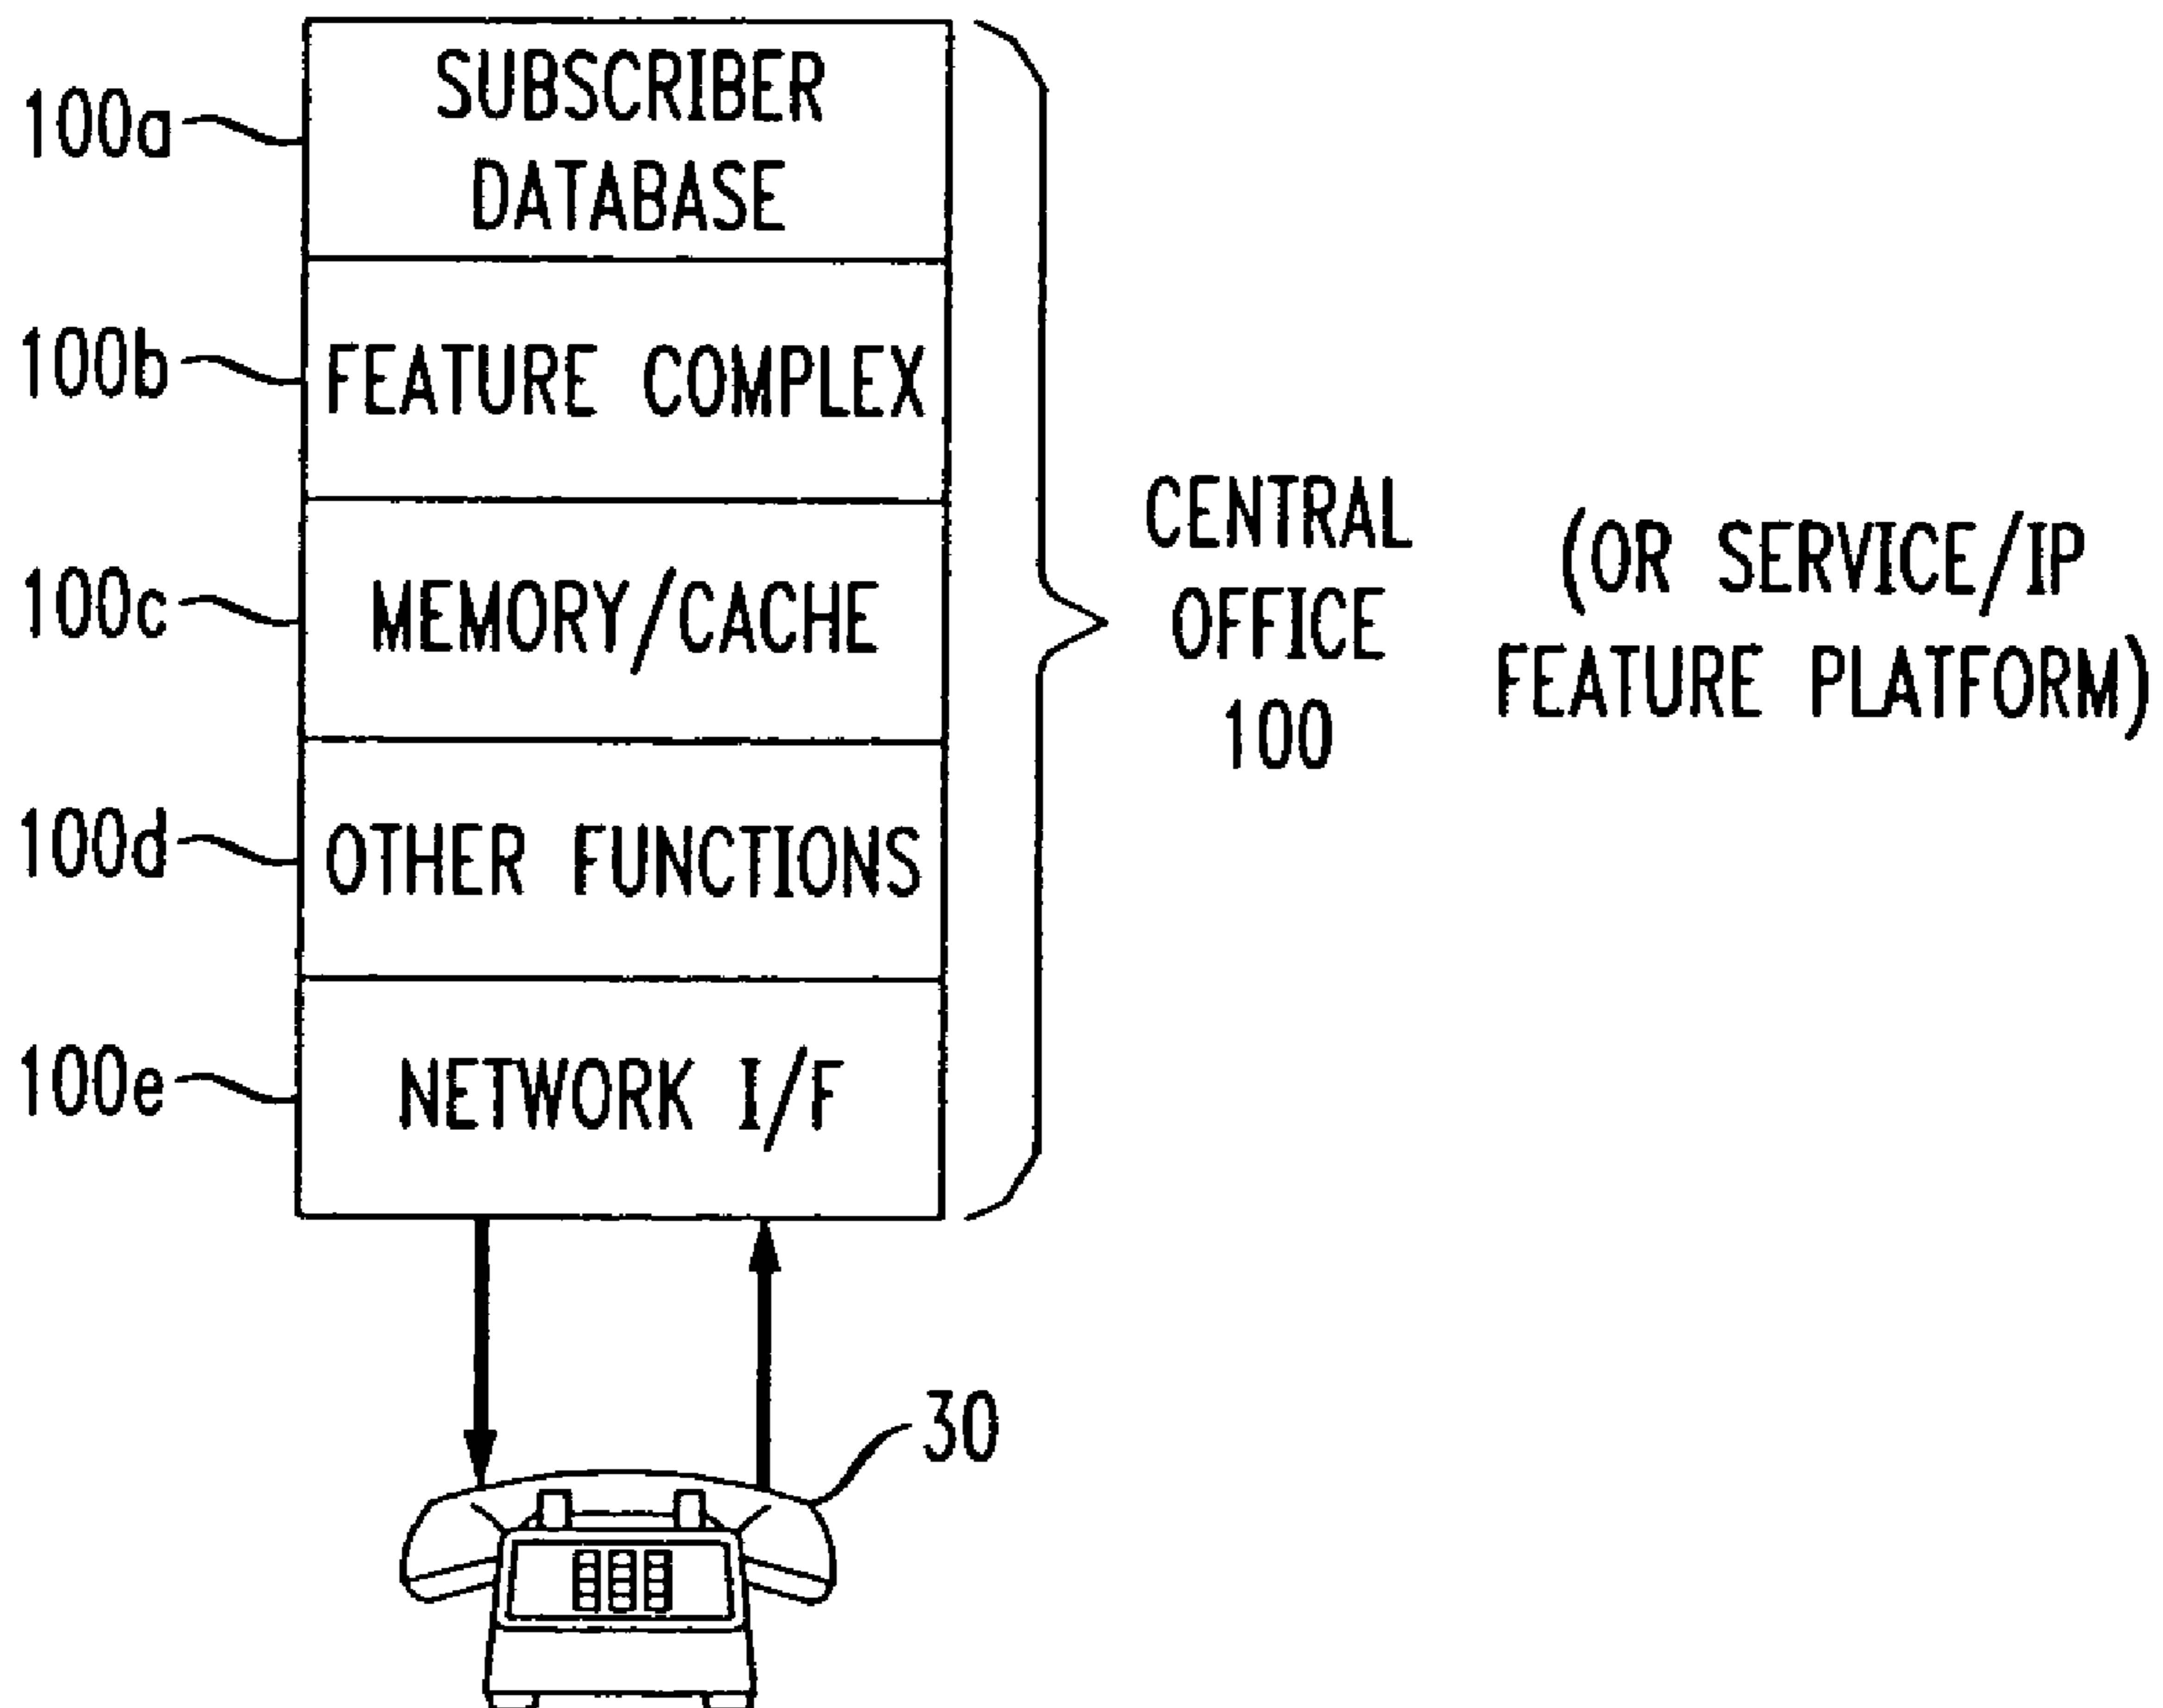 100a
SUBSCRIBER
DATABASE
100b
FEATURE COMPLEX
100c
MEMORY/CACHE
100d
OTHER FUNCTIONS
100e
NETWORK I/F
CENTRAL
OFFICE
100
(OR SERVICE/IP
FEATURE PLATFORM)
30